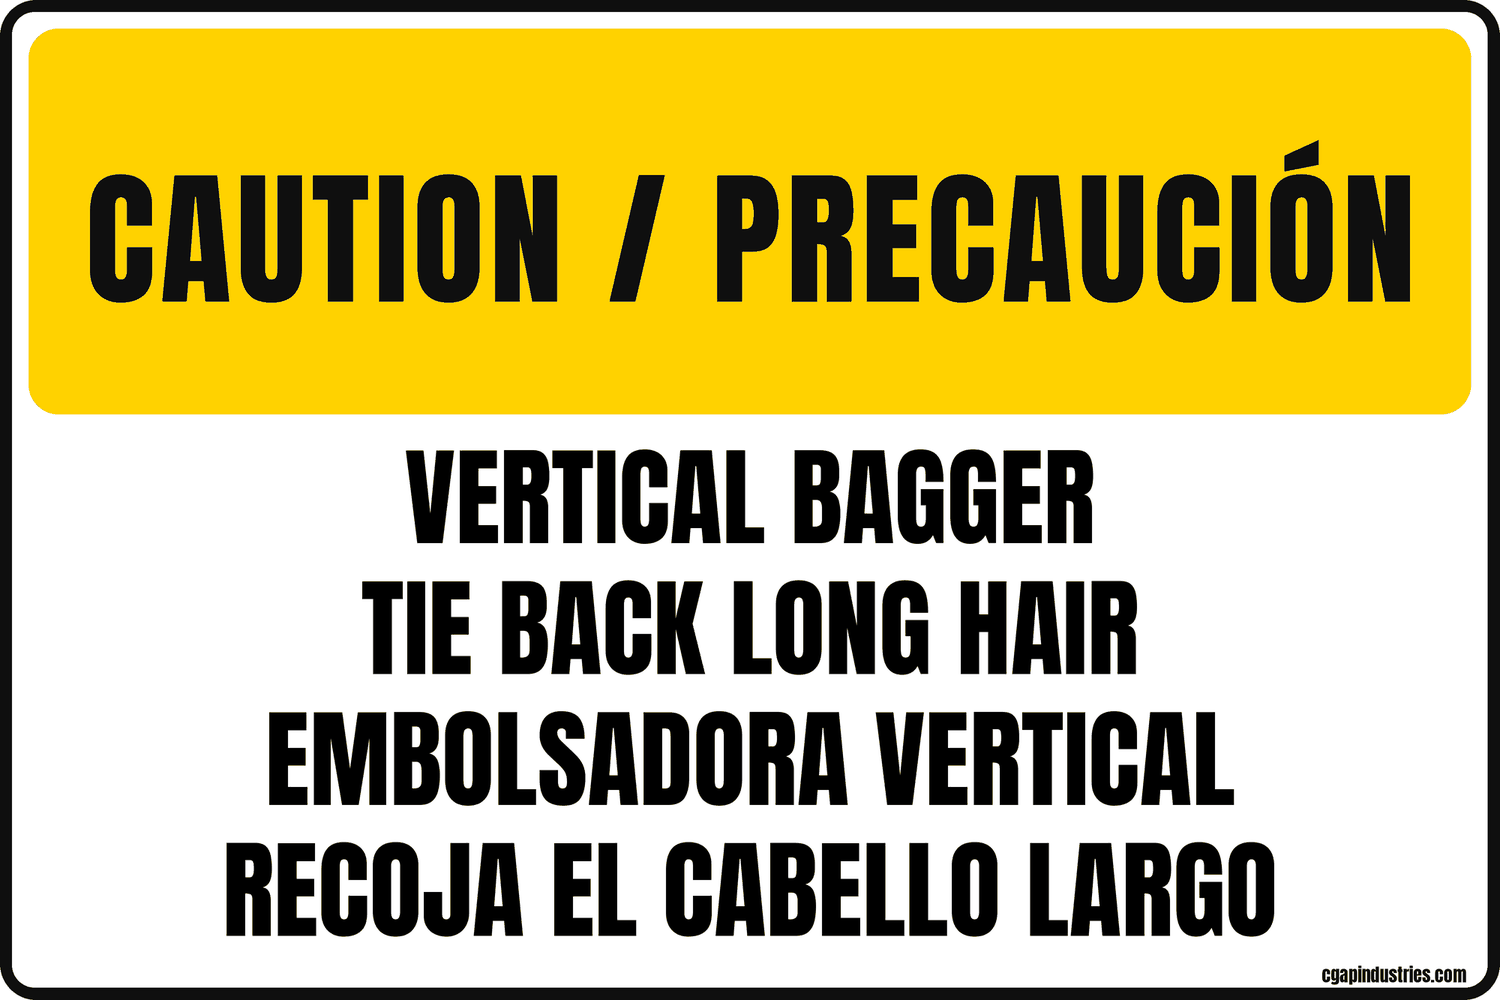 CAUTION / PRECAUCIÓN
VERTICAL BAGGER
TIE BACK LONG HAIR
EMBOLSADORA VERTICAL
RECOJA EL CABELLO LARGO
cgapindustries.com